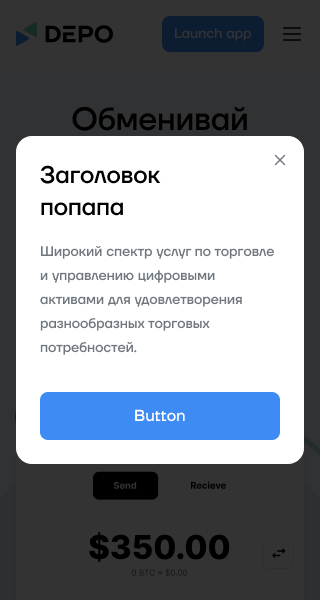 DEPO
Launch app
Обменивай
Заголовок
попапа
Широкий спектр услуг по торговле
и управлению цифровыми
активами для удовлетворения
разнообразных торговых
потребностей.
Button
Send
Recieve
$350.00
0 BTC ≈ $0.00